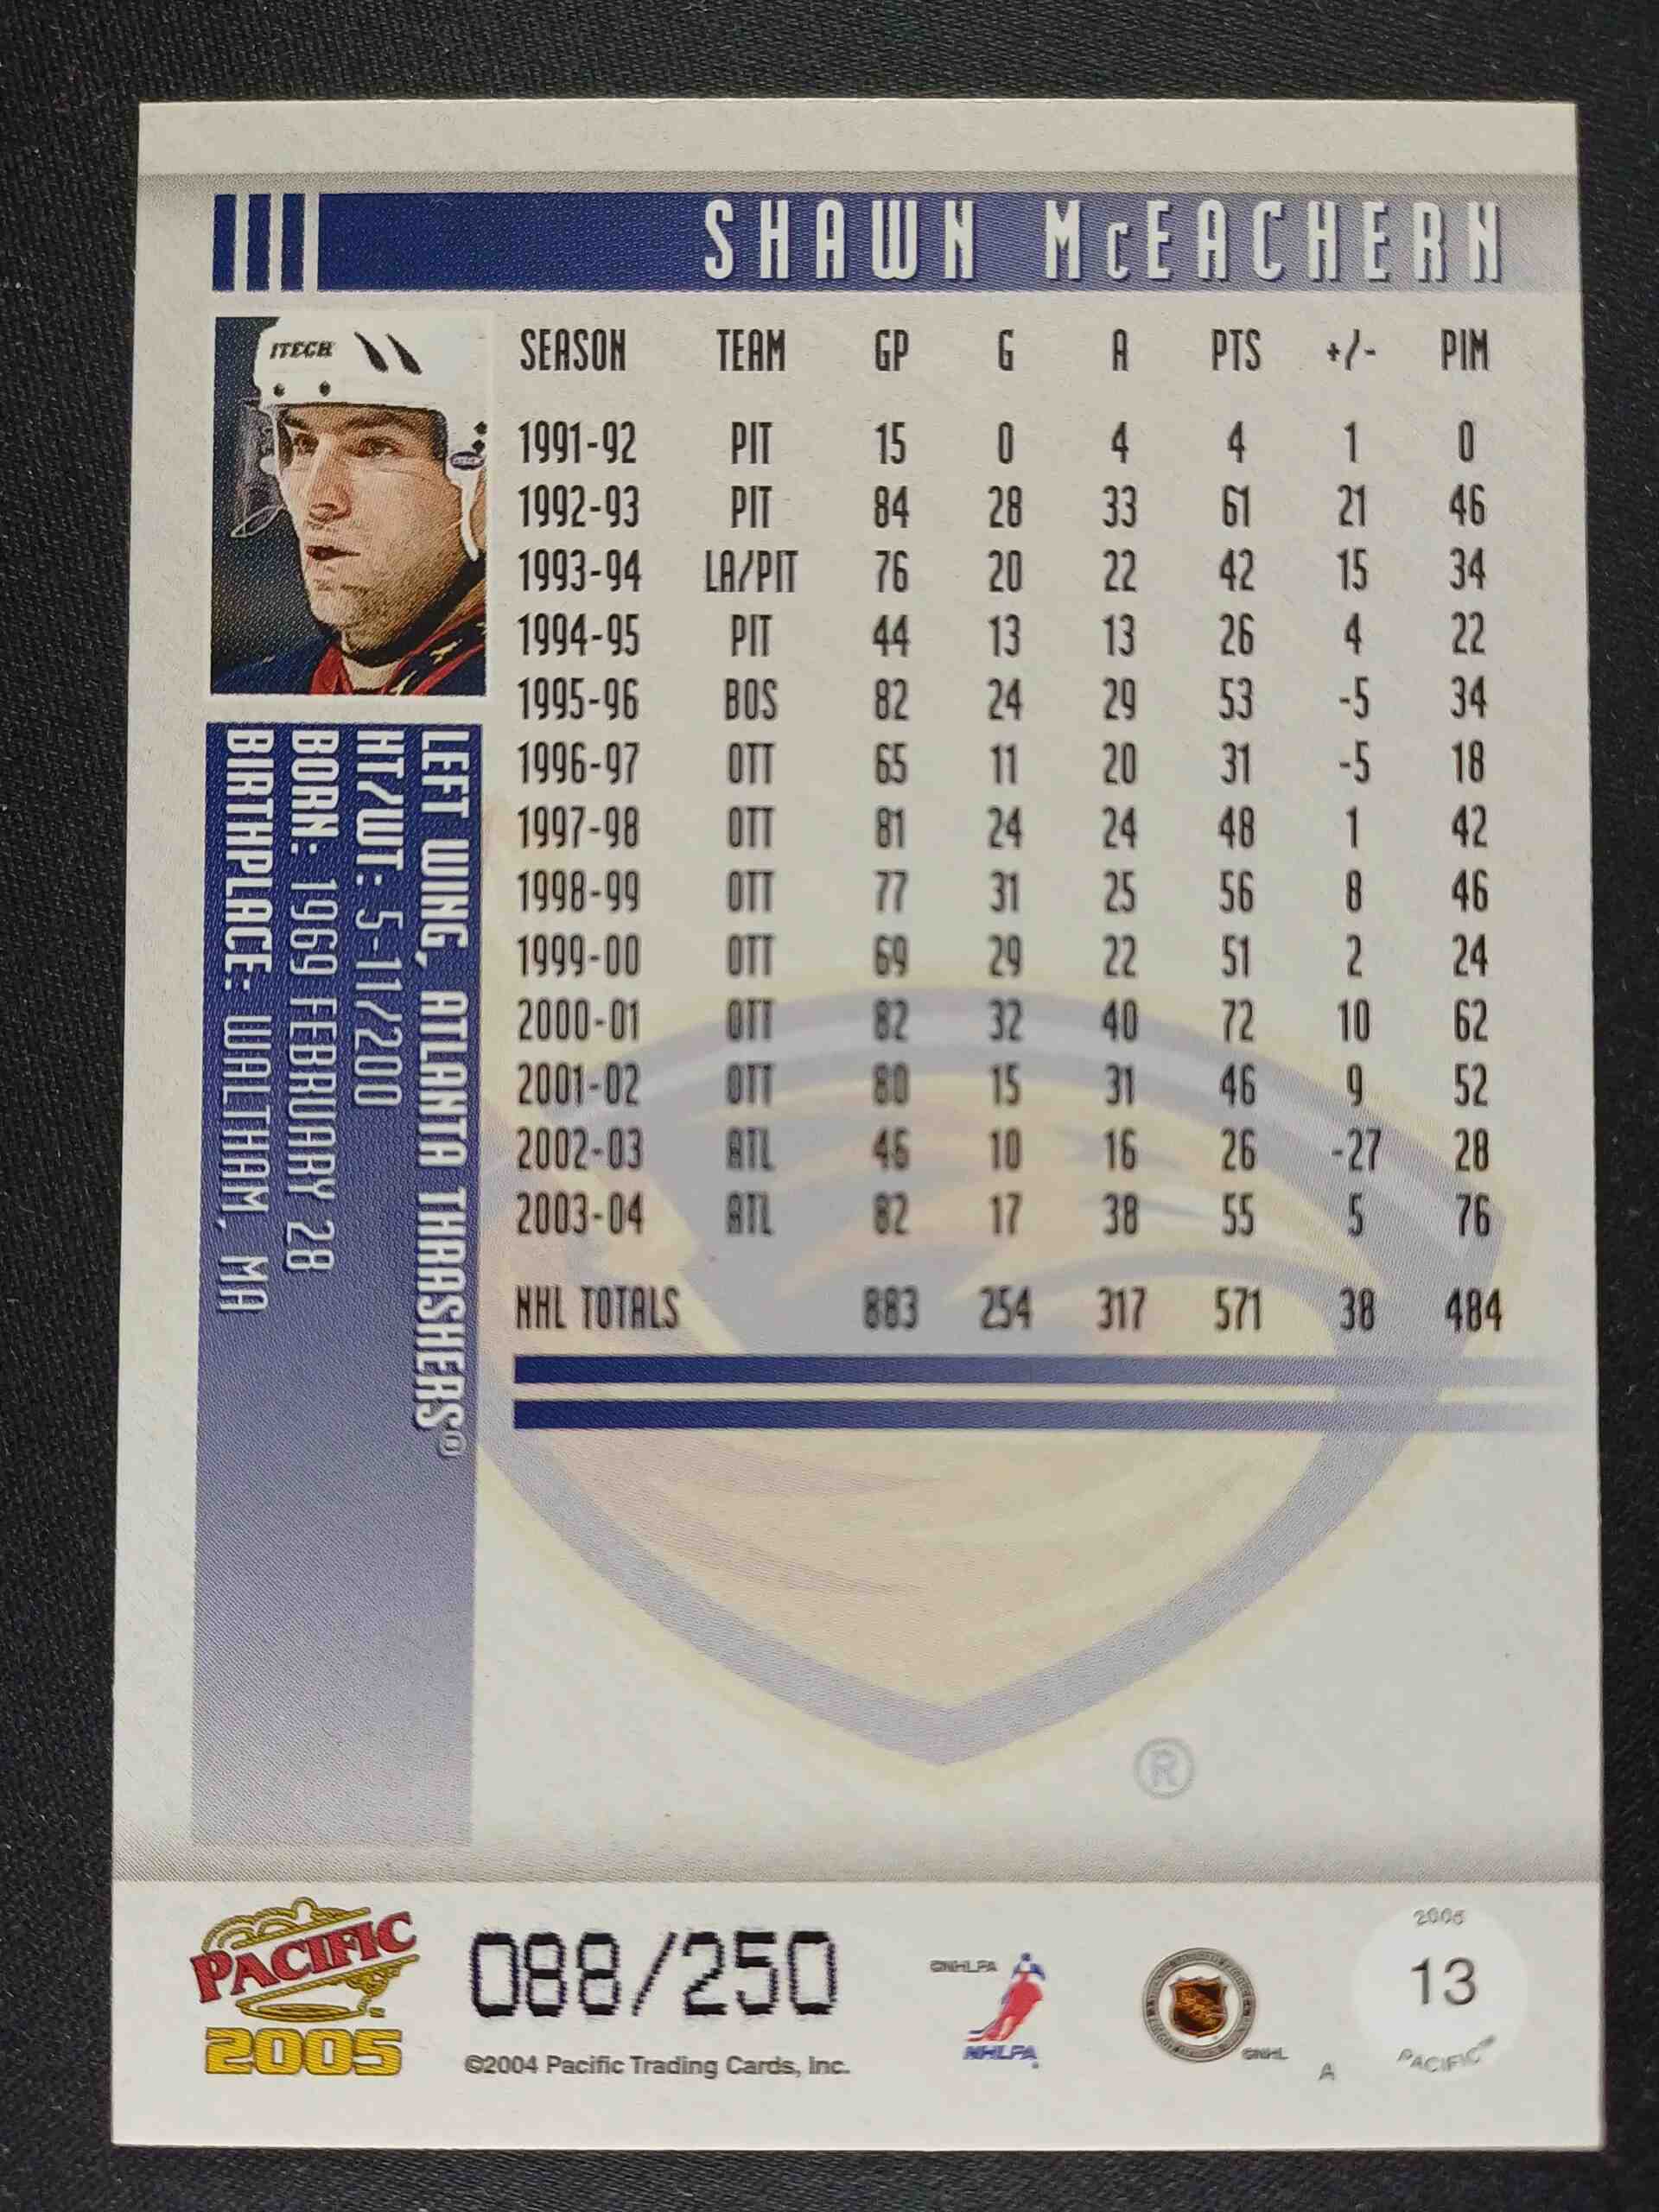 SHAWN McEACHERN
ITECH
SEASON TEAM GP G A PTS +/- PIM
1991-92 PIT 15 0 4 4 1 0
1992-93 PIT 84 28 33 61 21 46
1993-94 LA/PIT 76 20 22 42 15 34
1994-95 PIT 44 13 13 26 4 22
1995-96 BOS 82 24 29 53 -5 34
1996-97 OTT 65 11 20 31 -5 18
1997-98 OTT 81 24 24 48 1 42
1998-99 OTT 77 31 25 56 8 46
1999-00 OTT 69 29 22 51 2 24
2000-01 OTT 82 32 40 72 10 62
2001-02 OTT 80 15 31 46 9 52
2002-03 ATL 46 10 16 26 -27 28
2003-04 ATL 82 17 38 55 5 76
NHL TOTALS 883 254 317 571 38 484
LEFT WING, ATLANTA THRASHERS®
HT/WT: 5-11/200
BORN: 1969 FEBRUARY 28
BIRTHPLACE: WALTHAM, MA
®
PACIFIC
2005
088/250
©2004 Pacific Trading Cards, Inc.
©NHLPA
NHLPA
©NHL
A
2005
13
PACIFIC